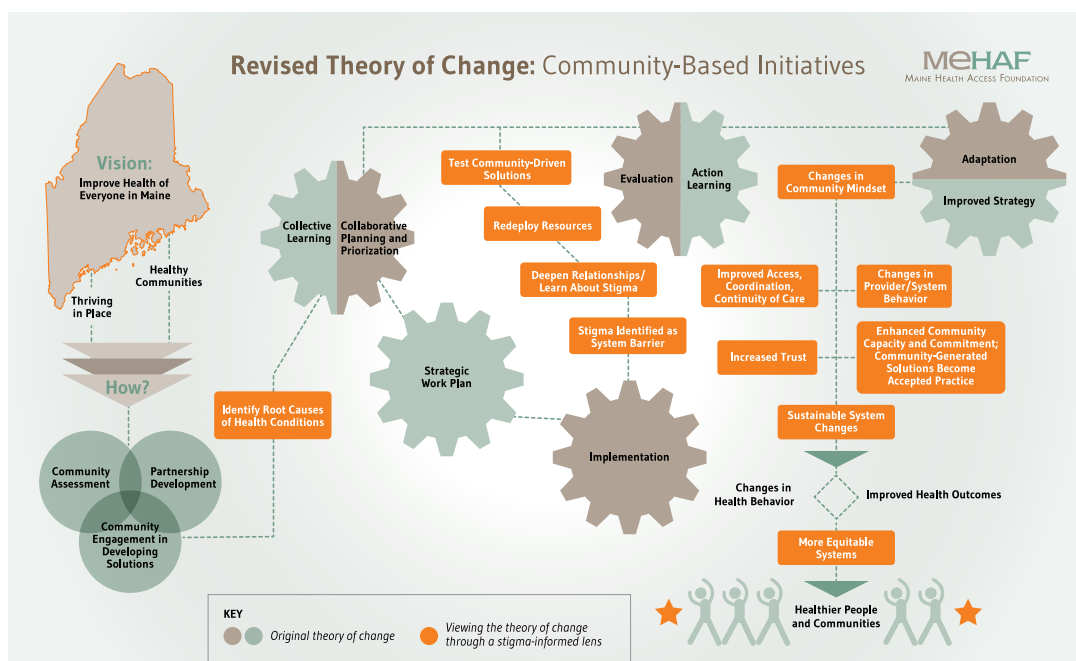 Revised Theory of Change: Community-Based Initiatives
MeHAF
MAINE HEALTH ACCESS FOUNDATION
Vision:
Improve Health of
Everyone in Maine
Healthy
Communities
Thriving
in Place
How?
Community
Assessment
Partnership
Development
Community
Engagement in
Developing
Solutions
Identify Root Causes
of Health Conditions
Collective
Learning
Collaborative
Planning and
Priorization
Strategic
Work Plan
Test Community-Driven
Solutions
Redeploy Resources
Deepen Relationships/
Learn About Stigma
Stigma Identified as
System Barrier
Implementation
Evaluation
Action
Learning
Adaptation
Improved Strategy
Changes in
Community Mindset
Improved Access,
Coordination,
Continuity of Care
Changes in
Provider/System
Behavior
Increased Trust
Enhanced Community
Capacity and Commitment;
Community-Generated
Solutions Become
Accepted Practice
Sustainable System
Changes
Changes in
Health Behavior
Improved Health Outcomes
More Equitable
Systems
Healthier People
and Communities
KEY
Original theory of change
Viewing the theory of change
through a stigma-informed lens